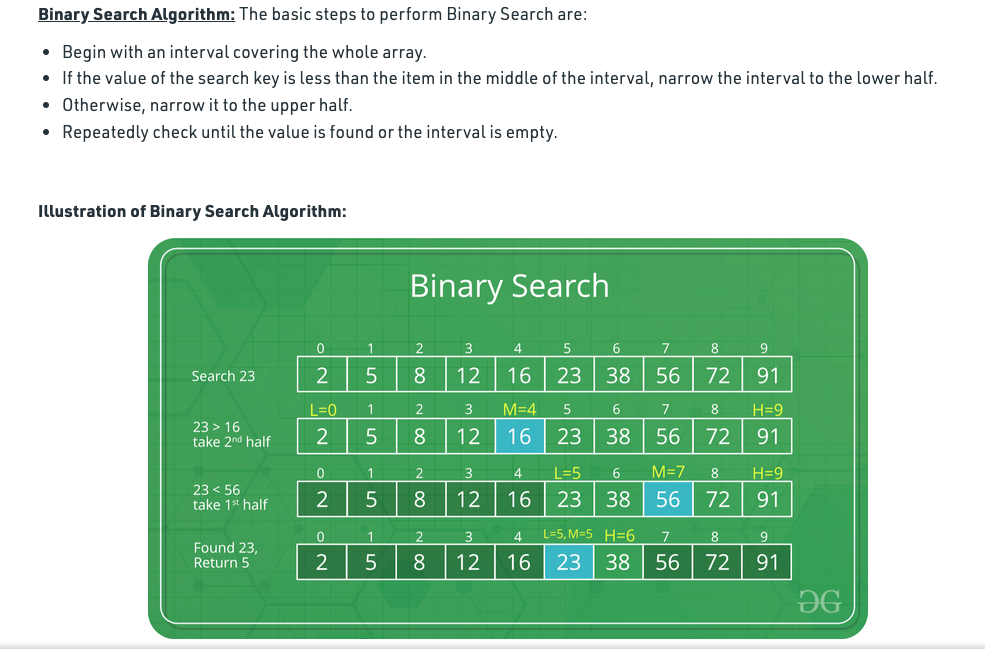 Binary Search Algorithm: The basic steps to perform Binary Search are:
• Begin with an interval covering the whole array.
• If the value of the search key is less than the item in the middle of the interval, narrow the interval to the lower half.
• Otherwise, narrow it to the upper half.
• Repeatedly check until the value is found or the interval is empty.
Illustration of Binary Search Algorithm:
Binary Search
0 1 2 3 4 5 6 7 8 9
Search 23 2 5 8 12 16 23 38 56 72 91
L=0 1 2 3 M=4 5 6 7 8 H=9
23 > 16
take 2nd half 2 5 8 12 16 23 38 56 72 91
0 1 2 3 4 L=5 6 M=7 8 H=9
23 < 56
take 1st half 2 5 8 12 16 23 38 56 72 91
0 1 2 3 4 L=5, M=5 H=6 7 8 9
Found 23,
Return 5 2 5 8 12 16 23 38 56 72 91